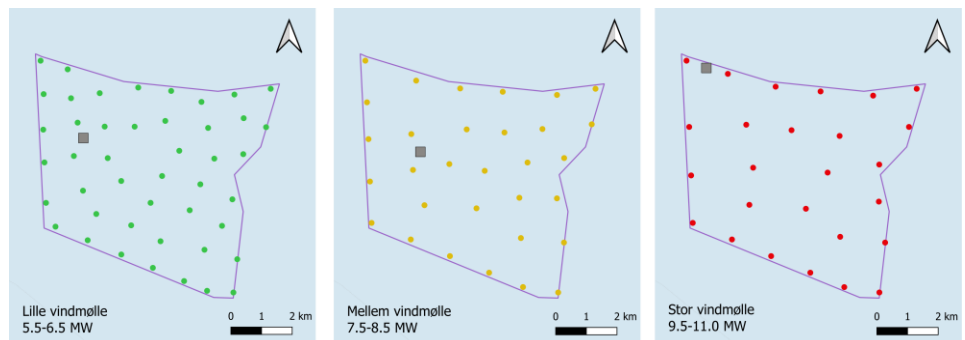 Lille vindmølle
5.5-6.5 MW
0 1 2 km
Mellem vindmølle
7.5-8.5 MW
0 1 2 km
Stor vindmølle
9.5-11.0 MW
0 1 2 km